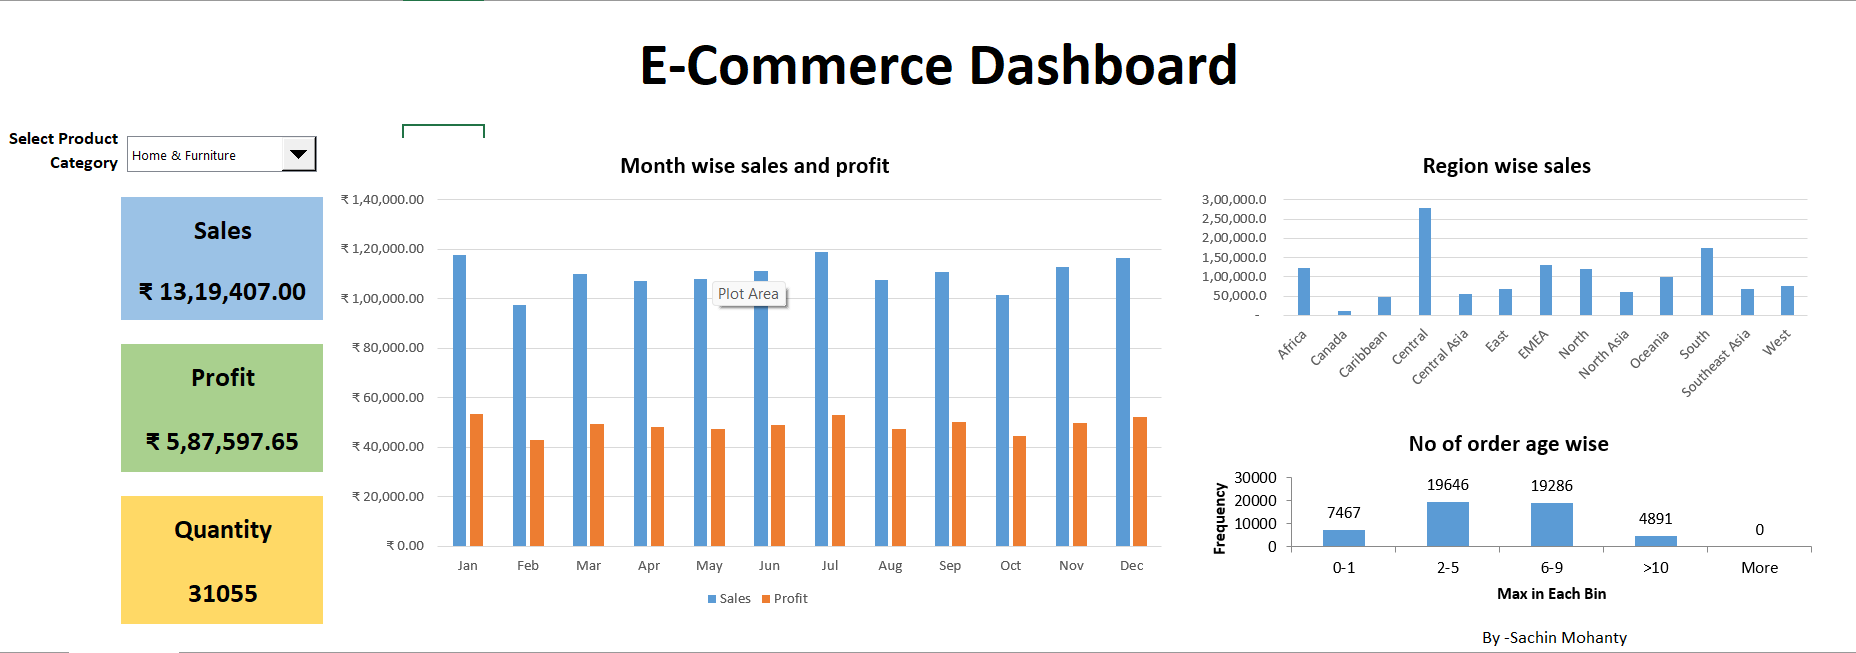 E-Commerce Dashboard
Select Product
Category
Home & Furniture
Sales
₹ 13,19,407.00
Profit
₹ 5,87,597.65
Quantity
31055
Month wise sales and profit
₹ 1,40,000.00
₹ 1,20,000.00
₹ 1,00,000.00
₹ 80,000.00
₹ 60,000.00
₹ 40,000.00
₹ 20,000.00
₹ 0.00
Plot Area
Jan Feb Mar Apr May Jun Jul Aug Sep Oct Nov Dec
Sales Profit
Region wise sales
3,00,000.0
2,50,000.0
2,00,000.0
1,50,000.0
1,00,000.0
50,000.0
-
Africa
Canada
Caribbean
Central
Central Asia
East
EMEA
North
North Asia
Oceania
South
Southeast Asia
West
No of order age wise
Frequency
30000
20000
10000
0
7467
19646
19286
4891
0
0-1 2-5 6-9 >10 More
Max in Each Bin
By -Sachin Mohanty